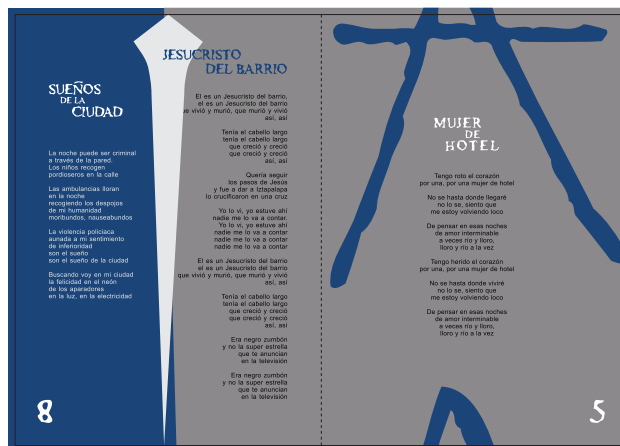 SUEÑOS
DE LA
CIUDAD
La noche puede ser criminal
a través de la pared.
Los niños recogen
pordioseros en la calle
Las ambulancias lloran
en la noche
recogiendo los despojos
de mi humanidad
moribundos, nauseabundos
La violencia policiaca
aunada a mi sentimiento
de inferioridad
son el sueño
son el sueño de la ciudad
Buscando voy en mi ciudad
la felicidad en el neón
de los aparadores
en la luz, en la electricidad
8
JESUCRISTO
DEL BARRIO
El es un Jesucristo del barrio,
el es un Jesucristo del barrio
que vivió y murió, que murió y vivió
así, así
Tenía el cabello largo
tenía el cabello largo
que creció y creció
que creció y creció
así, así
Quería seguir
los pasos de Jesús
y fue a dar a Iztapalapa
lo crucificaron en una cruz
Yo lo vi, yo estuve ahí
nadie me lo va a contar
Yo lo vi, yo estuve ahí
nadie me lo va a contar
nadie me lo va a contar
nadie me lo va a contar
El es un Jesucristo del barrio
el es un Jesucristo del barrio
que vivió y murió, que murió y vivió
así, así
Tenía el cabello largo
tenía el cabello largo
que creció y creció
que creció y creció
así, así
Era negro zumbón
y no la super estrella
que te anuncian
en la televisión
Era negro zumbón
y no la super estrella
que te anuncian
en la televisión
MUJER
DE
HOTEL
Tengo roto el corazón
por una, por una mujer de hotel
No se hasta donde llegaré
no lo se, siento que
me estoy volviendo loco
De pensar en esas noches
de amor interminable
a veces río y lloro,
lloro y río a la vez
Tengo herido el corazón
por una, por una mujer de hotel
No se hasta donde viviré
no lo se, siento que
me estoy volviendo loco
De pensar en esas noches
de amor interminable
a veces río y lloro,
lloro y río a la vez
5